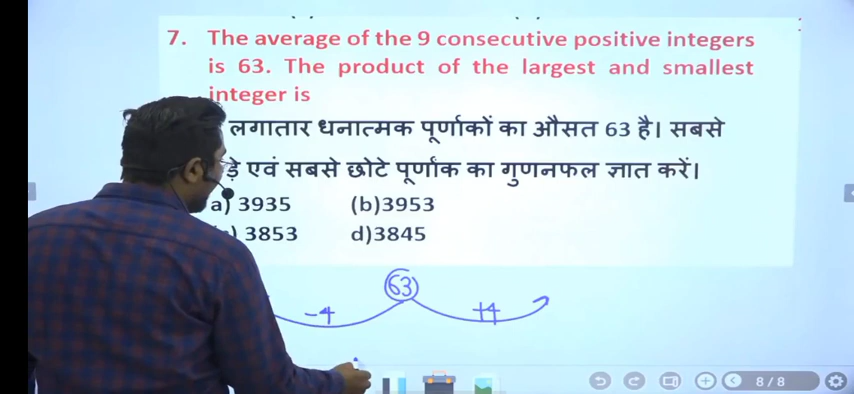 7. The average of the 9 consecutive positive integers
is 63. The product of the largest and smallest
integer is
लगातार धनात्मक पूर्णाकों का औसत 63 है। सबसे
एवं सबसे छोटे पूर्णांक का गुणनफल ज्ञात करें।
a) 3935 (b)3953
) 3853 d)3845
63
-4 +4
8 / 8